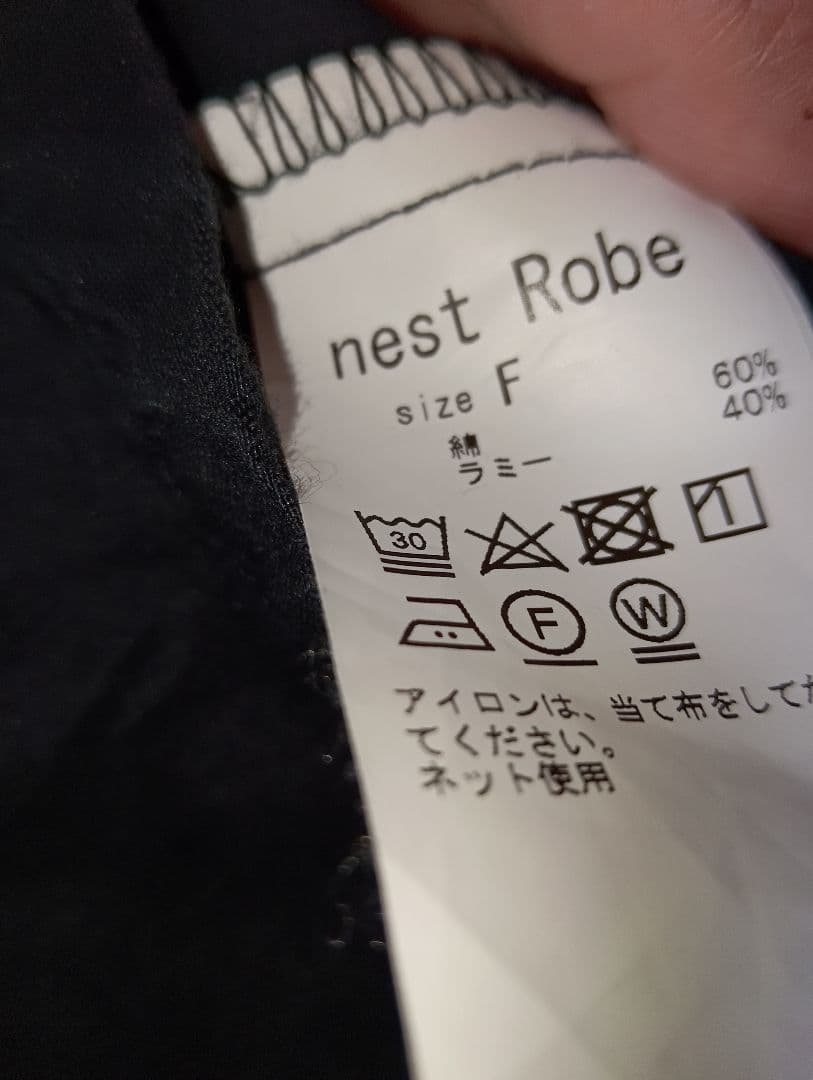 nest Robe
size F
綿 60%
ラミー 40%
30
F W
アイロンは、当て布をして
てください。
ネット使用